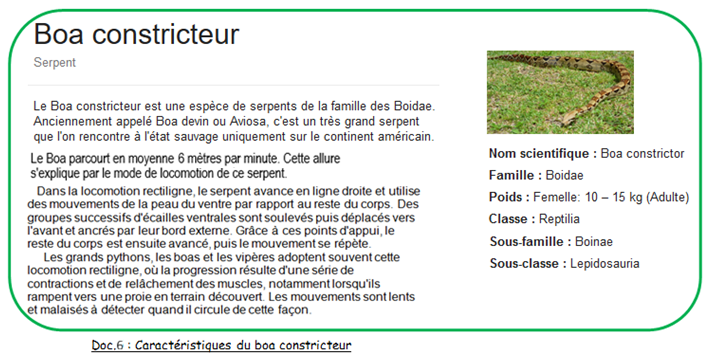 Boa constricteur
Serpent
Le Boa constricteur est une espèce de serpents de la famille des Boidae.
Anciennement appelé Boa devin ou Aviosa, c'est un très grand serpent
que l'on rencontre à l'état sauvage uniquement sur le continent américain.
Le Boa parcourt en moyenne 6 mètres par minute. Cette allure
s'explique par le mode de locomotion de ce serpent.
Dans la locomotion rectiligne, le serpent avance en ligne droite et utilise
des mouvements de la peau du ventre par rapport au reste du corps. Des
groupes successifs d'écailles ventrales sont soulevés puis déplacés vers
l'avant et ancrés par leur bord externe. Grâce à ces points d'appui, le
reste du corps est ensuite avancé, puis le mouvement se répète.
Les grands pythons, les boas et les vipères adoptent souvent cette
locomotion rectiligne, où la progression résulte d'une série de
contractions et de relâchement des muscles, notamment lorsqu'ils
rampent vers une proie en terrain découvert. Les mouvements sont lents
et malaisés à détecter quand il circule de cette façon.
Nom scientifique : Boa constrictor
Famille : Boidae
Poids : Femelle: 10 – 15 kg (Adulte)
Classe : Reptilia
Sous-famille : Boinae
Sous-classe : Lepidosauria
Doc.6 : Caractéristiques du boa constricteur